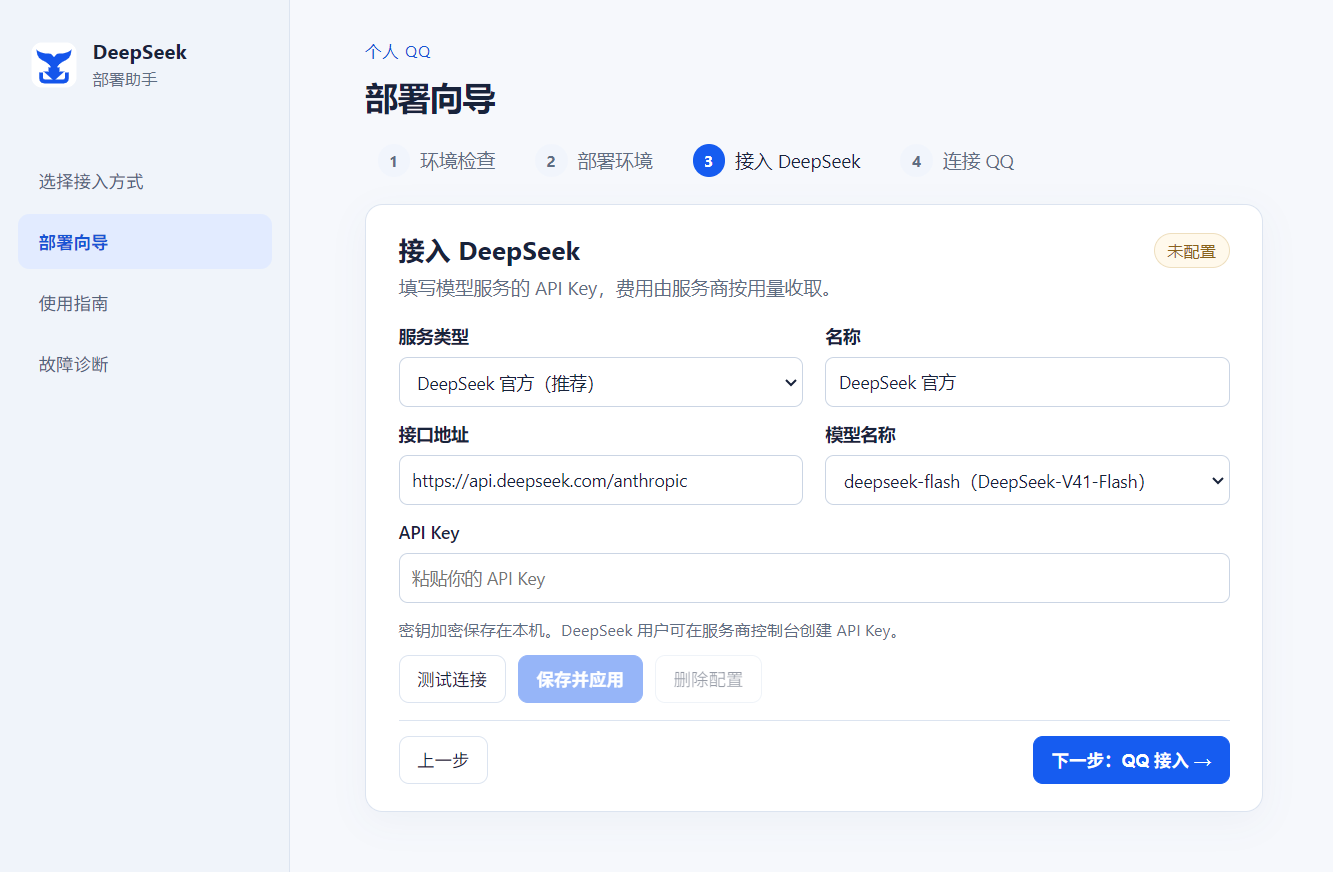 DeepSeek
部署助手
选择接入方式
部署向导
使用指南
故障诊断
个人 QQ
部署向导
1 环境检查 2 部署环境 3 接入 DeepSeek 4 连接 QQ
接入 DeepSeek
未配置
填写模型服务的 API Key，费用由服务商按用量收取。
服务类型
DeepSeek 官方（推荐）
名称
DeepSeek 官方
接口地址
https://api.deepseek.com/anthropic
模型名称
deepseek-flash（DeepSeek-V41-Flash）
API Key
粘贴你的 API Key
密钥加密保存在本机。DeepSeek 用户可在服务商控制台创建 API Key。
测试连接 保存并应用 删除配置
上一步
下一步：QQ 接入 →